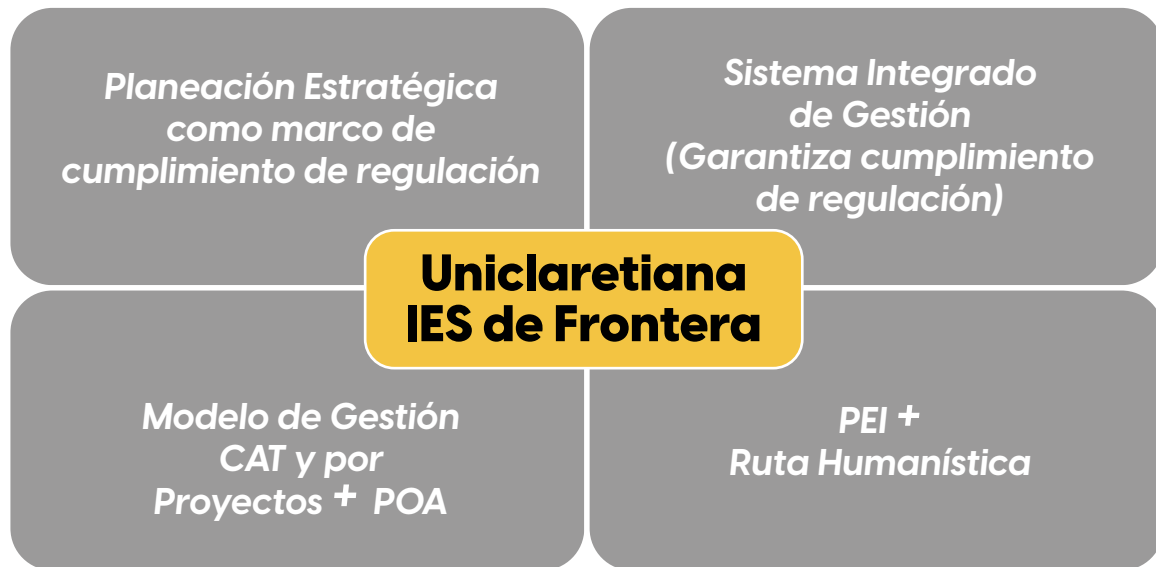 Planeación Estratégica
como marco de
cumplimiento de regulación
Sistema Integrado
de Gestión
(Garantiza cumplimiento
de regulación)
Uniclaretiana
IES de Frontera
Modelo de Gestión
CAT y por
Proyectos + POA
PEI +
Ruta Humanística